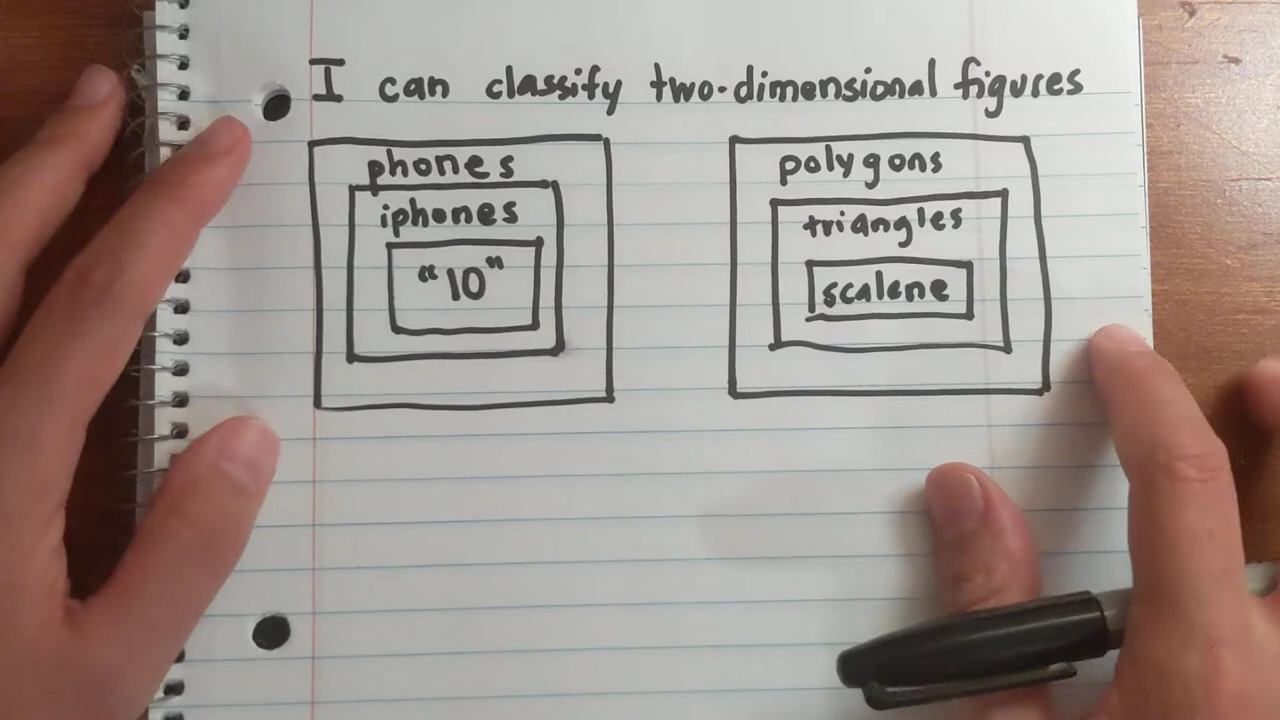 I can classify two-dimensional figures
phones
iphones
"10"
polygons
triangles
scalene